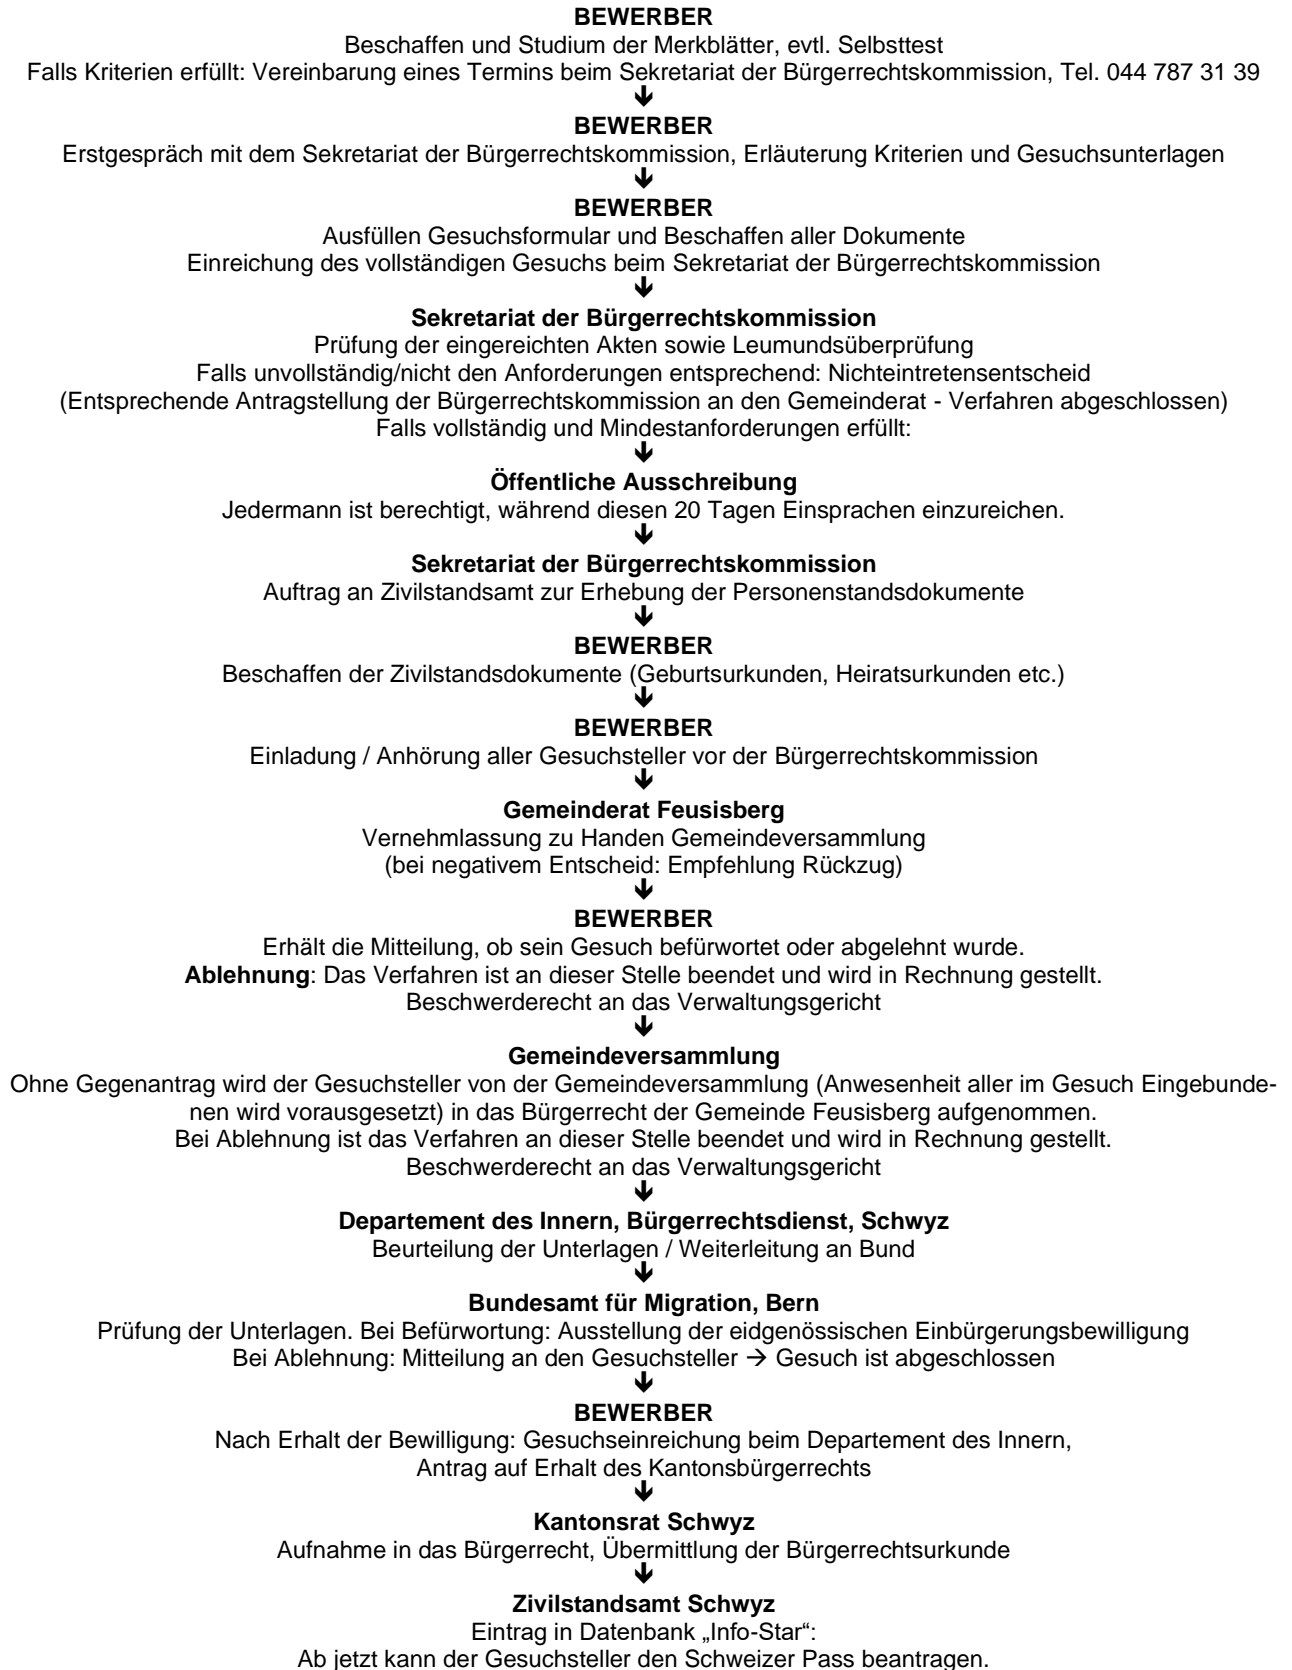 BEWERBER
Beschaffen und Studium der Merkblätter, evtl. Selbsttest
Falls Kriterien erfüllt: Vereinbarung eines Termins beim Sekretariat der Bürgerrechtskommission, Tel. 044 787 31 39
🡻
BEWERBER
Erstgespräch mit dem Sekretariat der Bürgerrechtskommission, Erläuterung Kriterien und Gesuchsunterlagen
🡻
BEWERBER
Ausfüllen Gesuchsformular und Beschaffen aller Dokumente
Einreichung des vollständigen Gesuchs beim Sekretariat der Bürgerrechtskommission
🡻
Sekretariat der Bürgerrechtskommission
Prüfung der eingereichten Akten sowie Leumundsüberprüfung
Falls unvollständig/nicht den Anforderungen entsprechend: Nichteintretensentscheid
(Entsprechende Antragstellung der Bürgerrechtskommission an den Gemeinderat - Verfahren abgeschlossen)
Falls vollständig und Mindestanforderungen erfüllt:
🡻
Öffentliche Ausschreibung
Jedermann ist berechtigt, während diesen 20 Tagen Einsprachen einzureichen.
🡻
Sekretariat der Bürgerrechtskommission
Auftrag an Zivilstandsamt zur Erhebung der Personenstandsdokumente
🡻
BEWERBER
Beschaffen der Zivilstandsdokumente (Geburtsurkunden, Heiratsurkunden etc.)
🡻
BEWERBER
Einladung / Anhörung aller Gesuchsteller vor der Bürgerrechtskommission
🡻
Gemeinderat Feusisberg
Vernehmlassung zu Handen Gemeindeversammlung
(bei negativem Entscheid: Empfehlung Rückzug)
🡻
BEWERBER
Erhält die Mitteilung, ob sein Gesuch befürwortet oder abgelehnt wurde.
Ablehnung: Das Verfahren ist an dieser Stelle beendet und wird in Rechnung gestellt.
Beschwerderecht an das Verwaltungsgericht
🡻
Gemeindeversammlung
Ohne Gegenantrag wird der Gesuchsteller von der Gemeindeversammlung (Anwesenheit aller im Gesuch Eingebunde-
nen wird vorausgesetzt) in das Bürgerrecht der Gemeinde Feusisberg aufgenommen.
Bei Ablehnung ist das Verfahren an dieser Stelle beendet und wird in Rechnung gestellt.
Beschwerderecht an das Verwaltungsgericht
🡻
Departement des Innern, Bürgerrechtsdienst, Schwyz
Beurteilung der Unterlagen / Weiterleitung an Bund
🡻
Bundesamt für Migration, Bern
Prüfung der Unterlagen. Bei Befürwortung: Ausstellung der eidgenössischen Einbürgerungsbewilligung
Bei Ablehnung: Mitteilung an den Gesuchsteller → Gesuch ist abgeschlossen
🡻
BEWERBER
Nach Erhalt der Bewilligung: Gesuchseinreichung beim Departement des Innern,
Antrag auf Erhalt des Kantonsbürgerrechts
🡻
Kantonsrat Schwyz
Aufnahme in das Bürgerrecht, Übermittlung der Bürgerrechtsurkunde
🡻
Zivilstandsamt Schwyz
Eintrag in Datenbank „Info-Star“:
Ab jetzt kann der Gesuchsteller den Schweizer Pass beantragen.